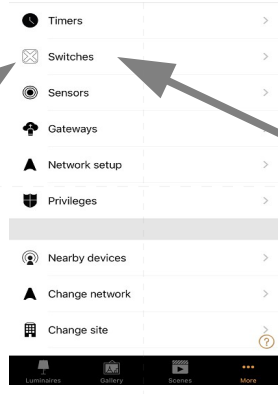 Timers
Switches
Sensors
Gateways
Network setup
Privileges
Nearby devices
Change network
Change site
?
Luminaires Gallery Scenes More